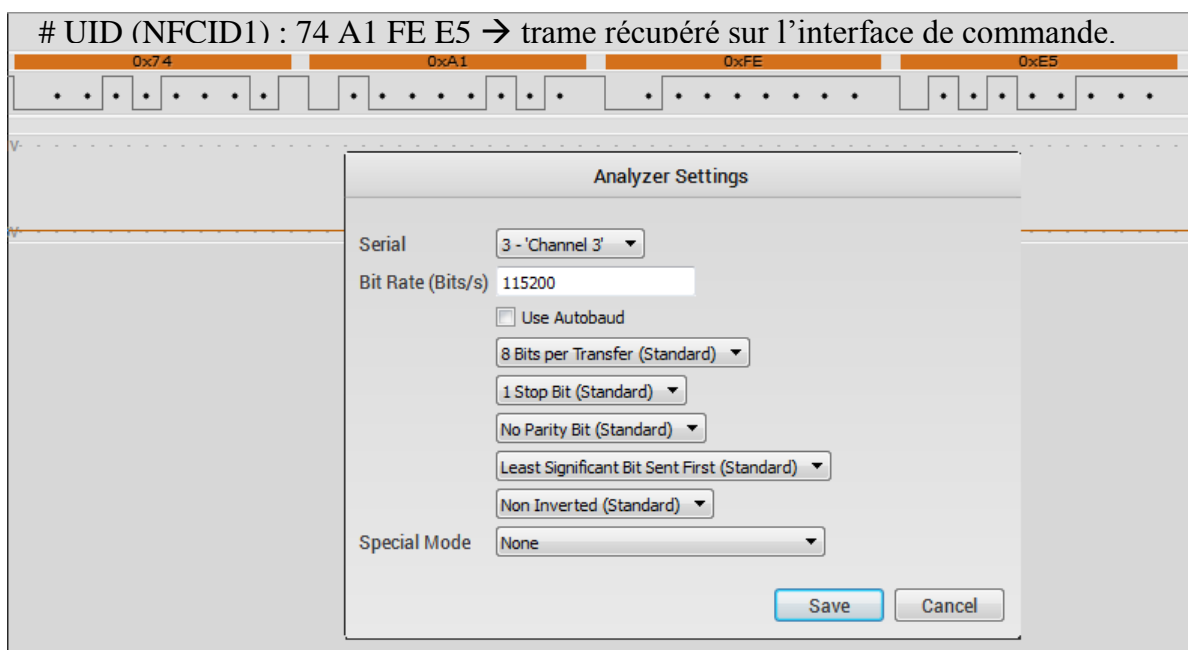 # UID (NFCID1) : 74 A1 FE E5 → trame récupéré sur l’interface de commande.
0x74 0xA1 0xFE 0xE5
V
V
Analyzer Settings
Serial 3 - 'Channel 3'
Bit Rate (Bits/s) 115200
Use Autobaud
8 Bits per Transfer (Standard)
1 Stop Bit (Standard)
No Parity Bit (Standard)
Least Significant Bit Sent First (Standard)
Non Inverted (Standard)
Special Mode None
Save Cancel